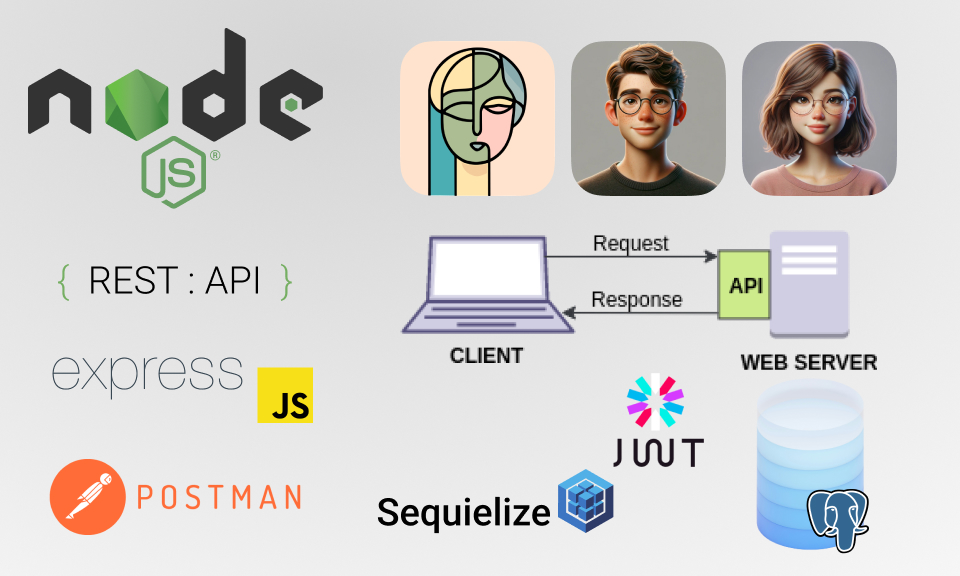 node
JS®
{ REST : API }
express
JS
POSTMAN
Request
API
Response
CLIENT
WEB SERVER
JWT
Sequielize